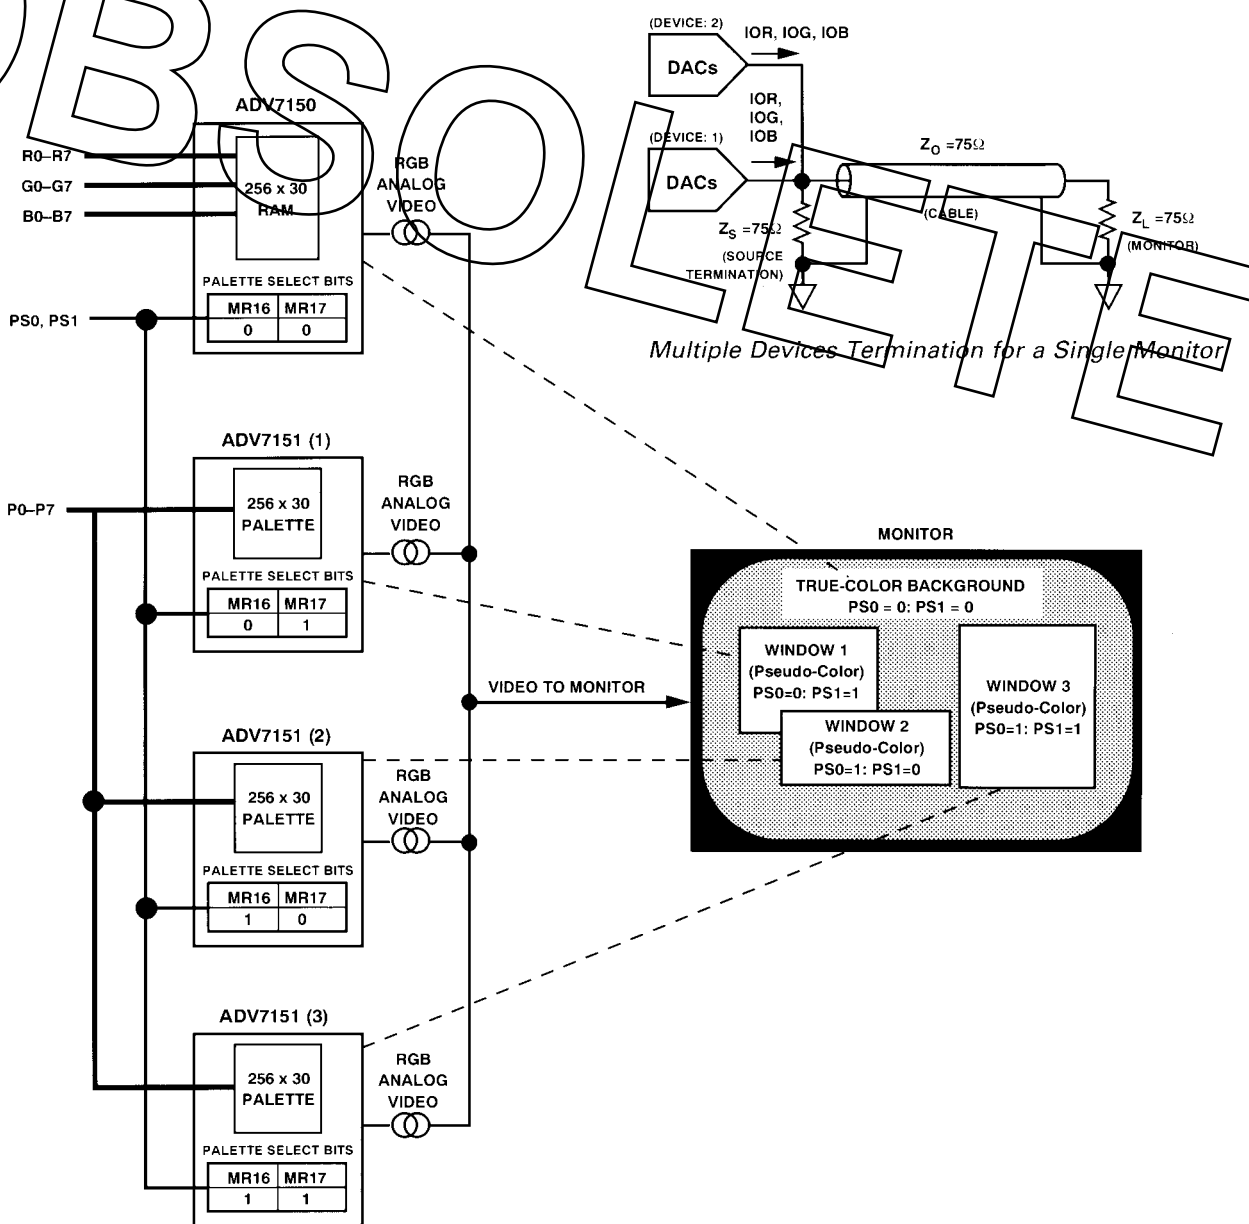 OBSOLETE
ADV7150
R0–R7
G0–G7
B0–B7
256 x 30
RAM
RGB
ANALOG
VIDEO
PALETTE SELECT BITS
MR16 MR17
0 0
PS0, PS1
(DEVICE: 2)
DACs
IOR, IOG, IOB
(DEVICE: 1)
DACs
IOR,
IOG,
IOB
ZO =75Ω
(CABLE)
ZS =75Ω
(SOURCE
TERMINATION)
ZL =75Ω
(MONITOR)
Multiple Devices Termination for a Single Monitor
ADV7151 (1)
P0–P7
256 x 30
PALETTE
RGB
ANALOG
VIDEO
PALETTE SELECT BITS
MR16 MR17
0 1
VIDEO TO MONITOR
MONITOR
TRUE-COLOR BACKGROUND
PS0 = 0: PS1 = 0
WINDOW 1
(Pseudo-Color)
PS0=0: PS1=1
WINDOW 2
(Pseudo-Color)
PS0=1: PS1=0
WINDOW 3
(Pseudo-Color)
PS0=1: PS1=1
ADV7151 (2)
256 x 30
PALETTE
RGB
ANALOG
VIDEO
PALETTE SELECT BITS
MR16 MR17
1 0
ADV7151 (3)
256 x 30
PALETTE
RGB
ANALOG
VIDEO
PALETTE SELECT BITS
MR16 MR17
1 1